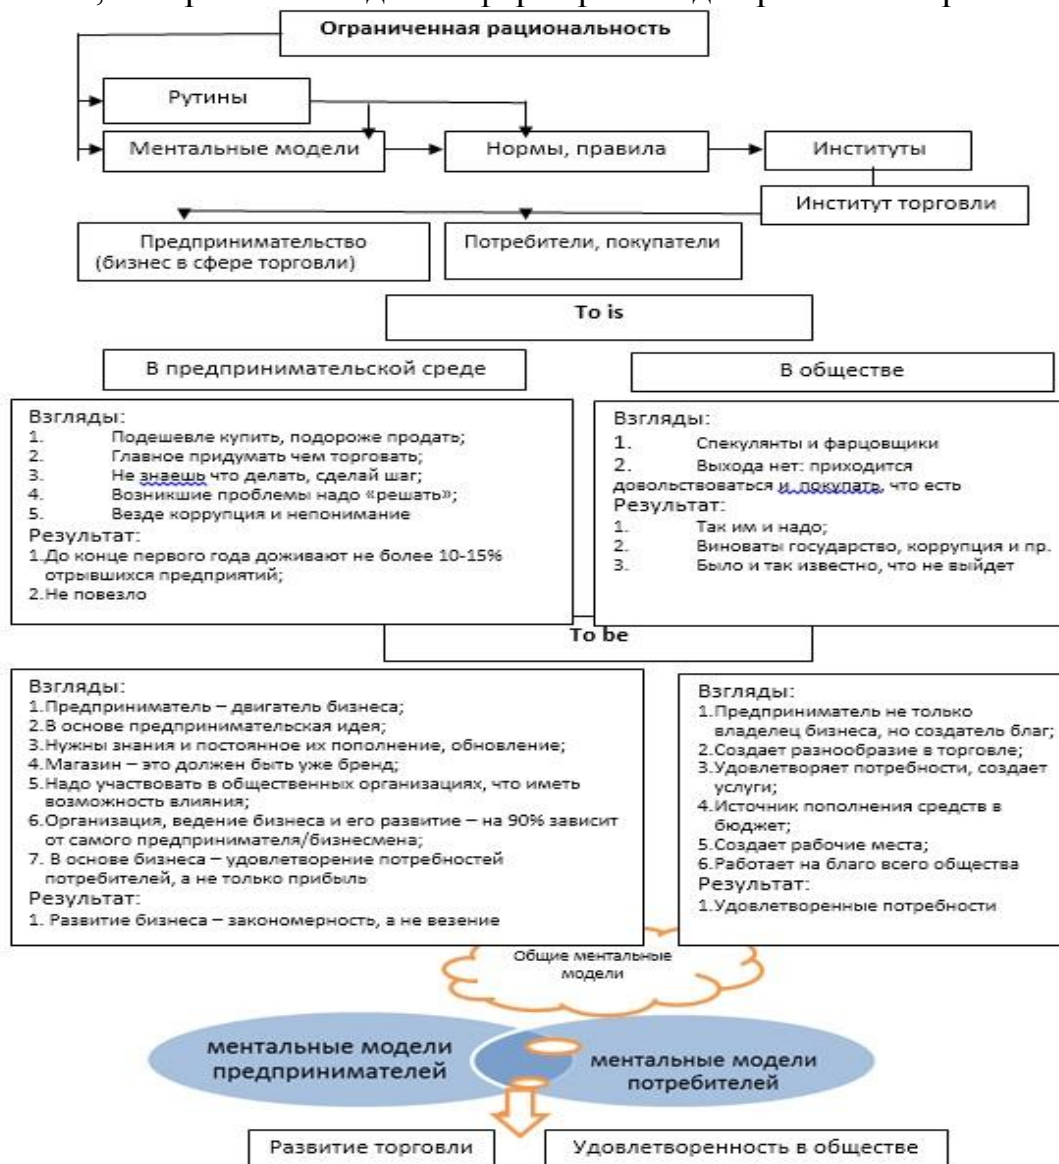 Ограниченная рациональность
Рутины
Ментальные модели
Нормы, правила
Институты
Институт торговли
Предпринимательство
(бизнес в сфере торговли)
Потребители, покупатели
To is
В предпринимательской среде
В обществе
Взгляды:
1. Подешевле купить, подороже продать;
2. Главное придумать чем торговать;
3. Не знаешь что делать, сделай шаг;
4. Возникшие проблемы надо «решать»;
5. Везде коррупция и непонимание
Результат:
1.До конце первого года доживают не более 10-15%
отрывшихся предприятий;
2.Не повезло
Взгляды:
1. Спекулянты и фарцовщики
2. Выхода нет: приходится
довольствоваться и покупать, что есть
Результат:
1. Так им и надо;
2. Виноваты государство, коррупция и пр.
3. Было и так известно, что не выйдет
To be
Взгляды:
1.Предприниматель – двигатель бизнеса;
2.В основе предпринимательская идея;
3.Нужны знания и постоянное их пополнение, обновление;
4.Магазин – это должен быть уже бренд;
5.Надо участвовать в общественных организациях, что иметь
возможность влияния;
6.Организация, ведение бизнеса и его развитие – на 90% зависит
от самого предпринимателя/бизнесмена;
7. В основе бизнеса – удовлетворение потребностей
потребителей, а не только прибыль
Результат:
1. Развитие бизнеса – закономерность, а не везение
Взгляды:
1.Предприниматель не только
владелец бизнеса, но создатель благ;
2.Создает разнообразие в торговле;
3.Удовлетворяет потребности, создает
услуги;
4.Источник пополнения средств в
бюджет;
5.Создает рабочие места;
6.Работает на благо всего общества
Результат:
1.Удовлетворенные потребности
Общие ментальные
модели
ментальные модели
предпринимателей
ментальные модели
потребителей
Развитие торговли
Удовлетворенность в обществе